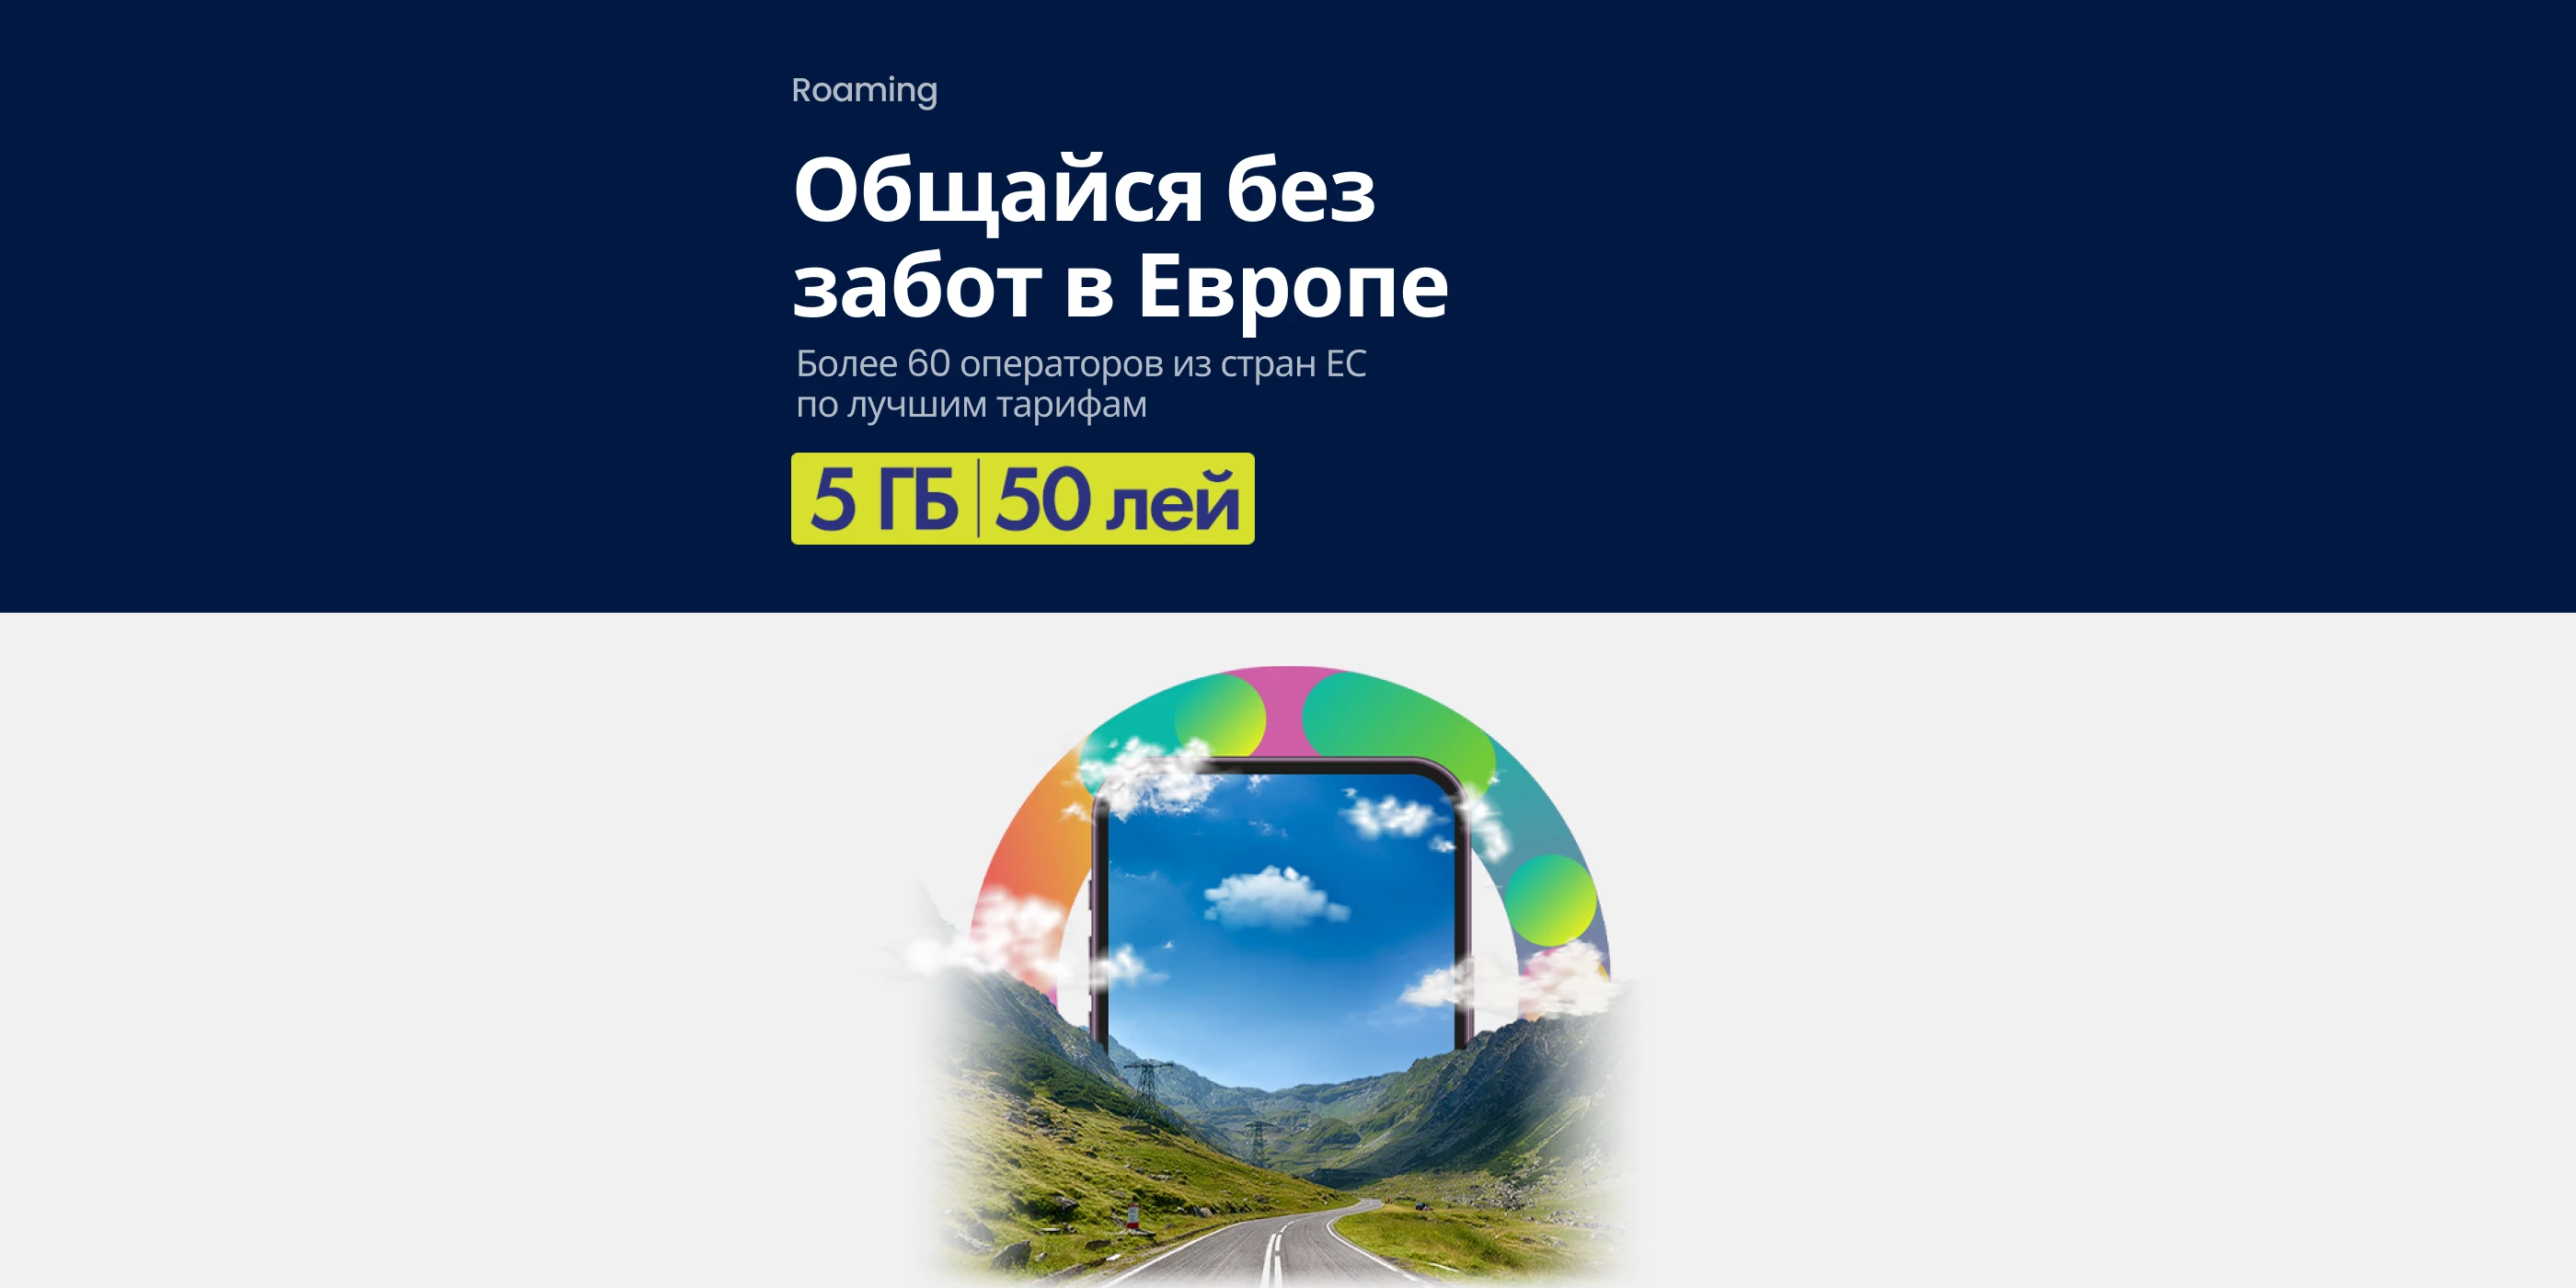 Roaming
Общайся без
забот в Европе
Более 60 операторов из стран ЕС
по лучшим тарифам
5 ГБ | 50 лей